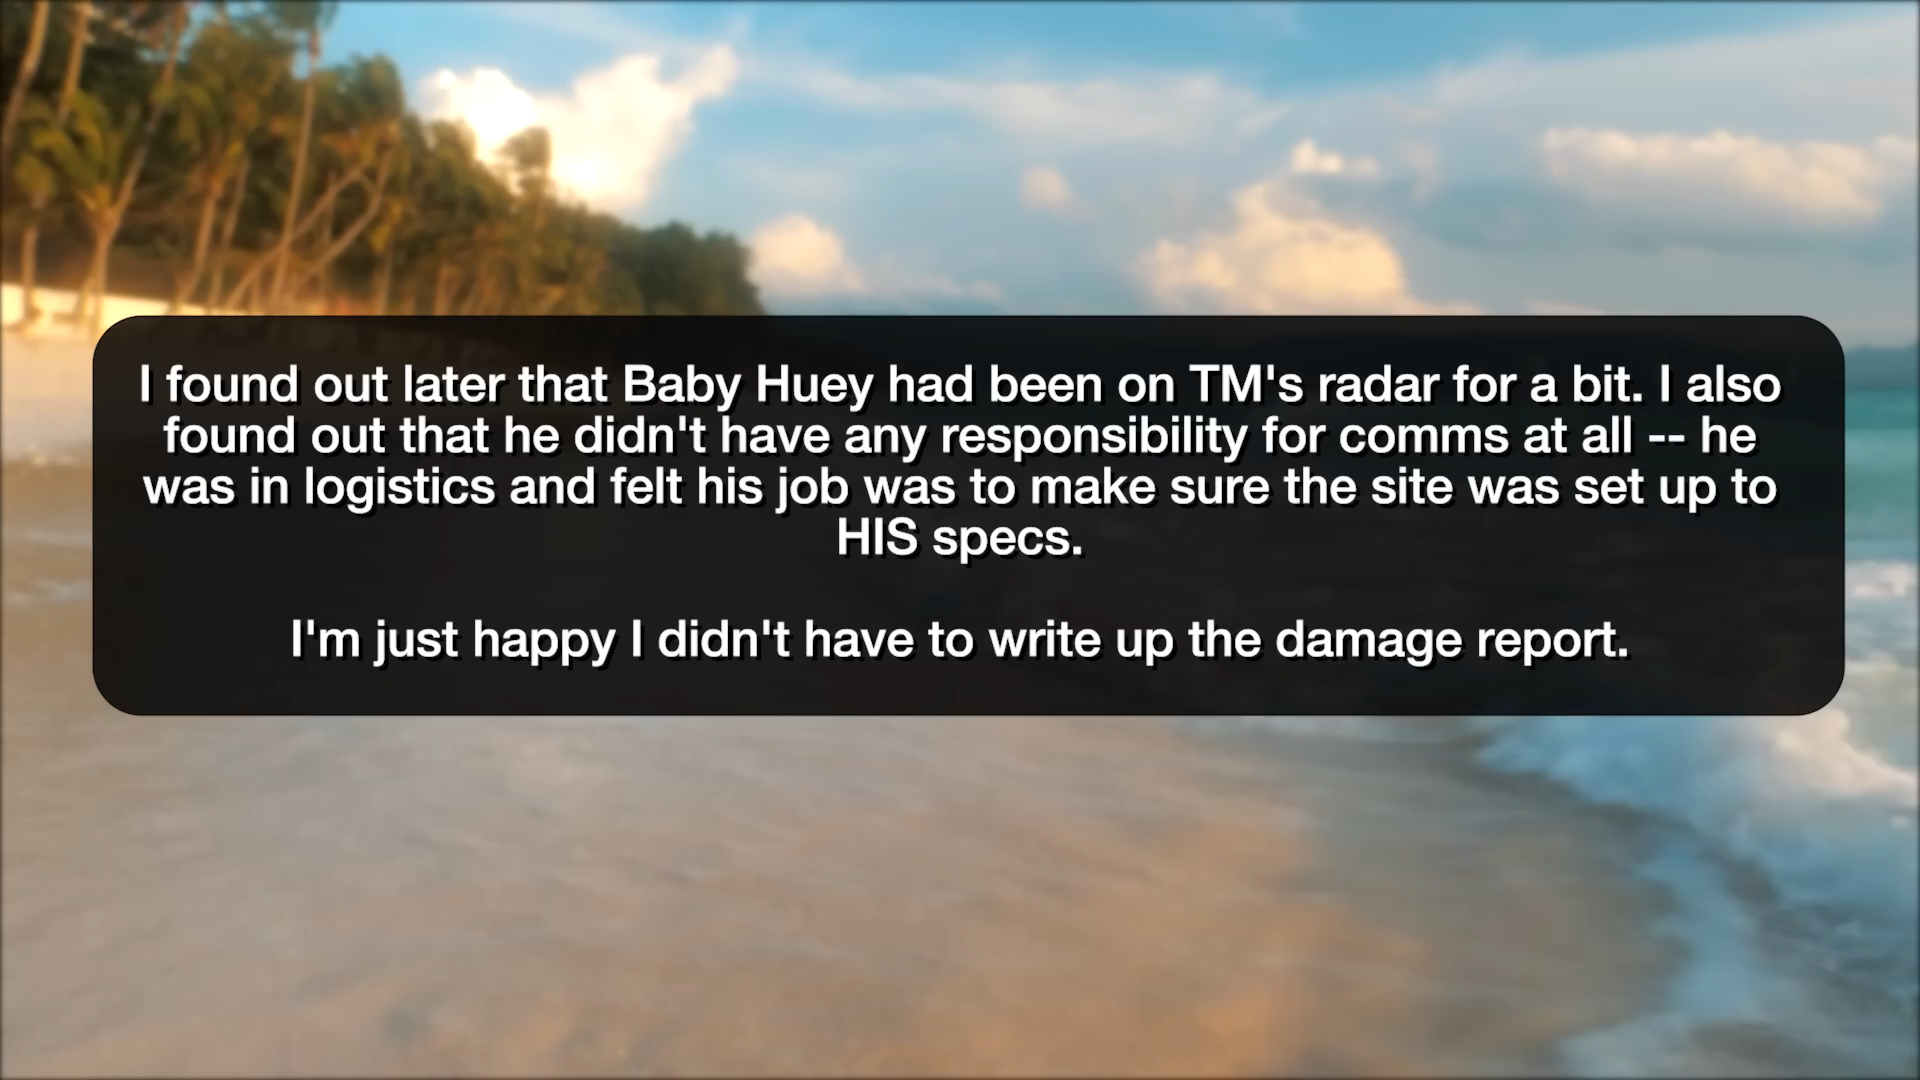 I found out later that Baby Huey had been on TM's radar for a bit. I also
found out that he didn't have any responsibility for comms at all -- he
was in logistics and felt his job was to make sure the site was set up to
HIS specs.
I'm just happy I didn't have to write up the damage report.